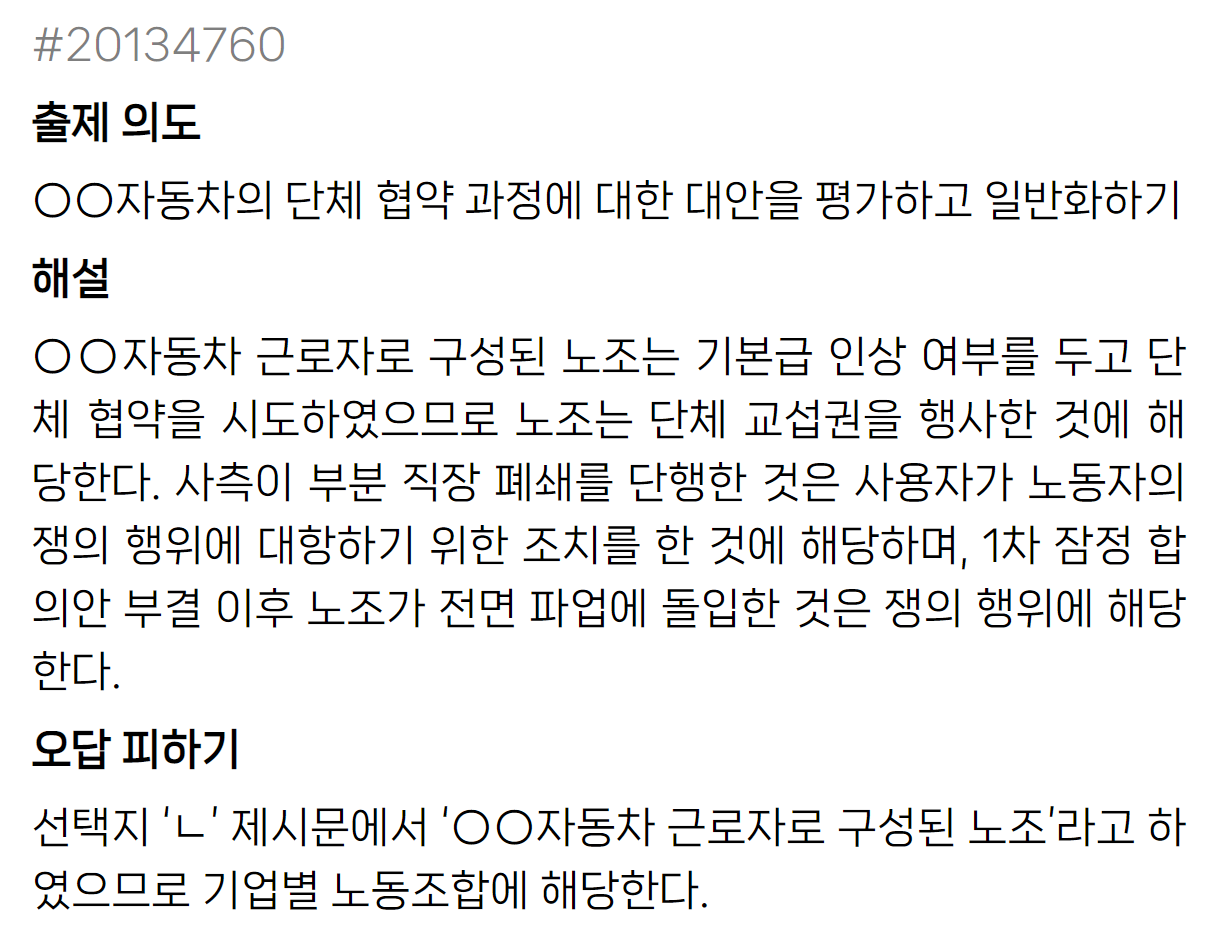 #20134760
출제 의도
○○자동차의 단체 협약 과정에 대한 대안을 평가하고 일반화하기
해설
○○자동차 근로자로 구성된 노조는 기본급 인상 여부를 두고 단
체 협약을 시도하였으므로 노조는 단체 교섭권을 행사한 것에 해
당한다. 사측이 부분 직장 폐쇄를 단행한 것은 사용자가 노동자의
쟁의 행위에 대항하기 위한 조치를 한 것에 해당하며, 1차 잠정 합
의안 부결 이후 노조가 전면 파업에 돌입한 것은 쟁의 행위에 해당
한다.
오답 피하기
선택지 ‘ㄴ’ 제시문에서 ‘○○자동차 근로자로 구성된 노조’라고 하
였으므로 기업별 노동조합에 해당한다.